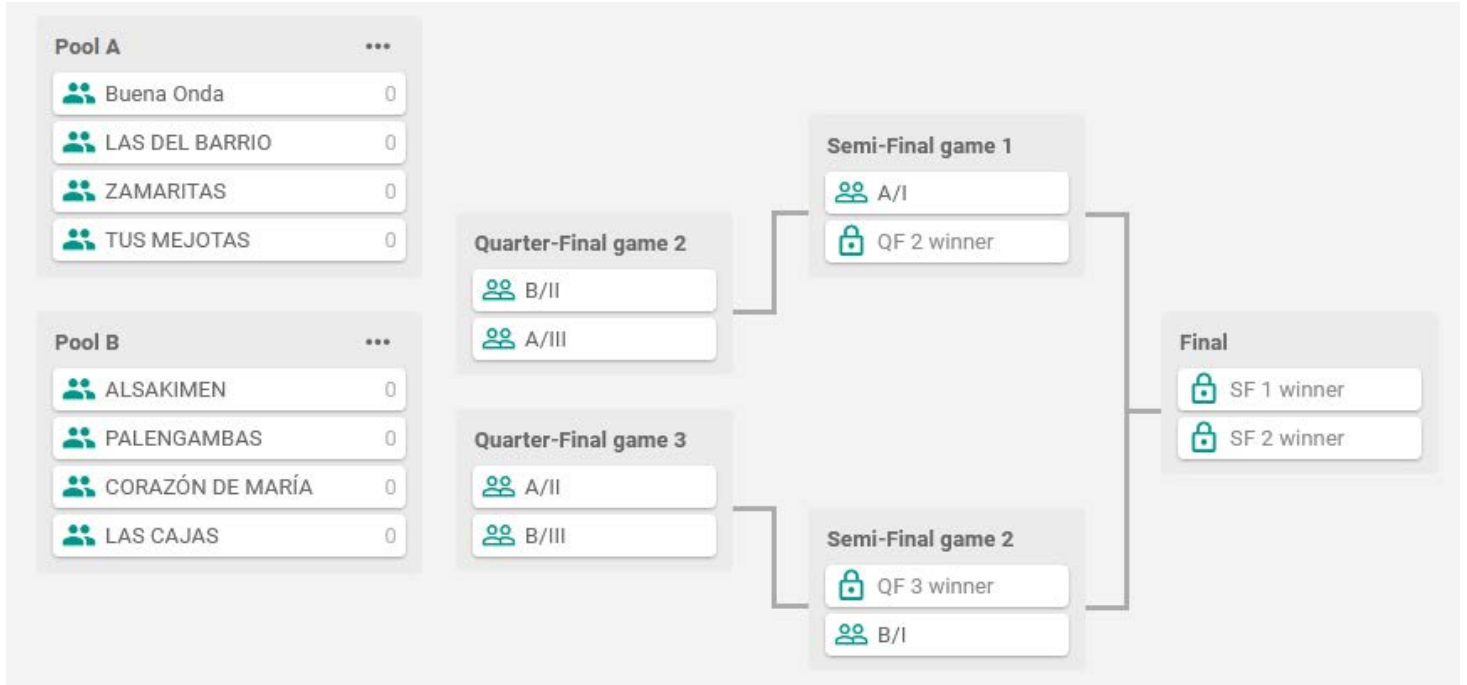 Pool A
Buena Onda 0
LAS DEL BARRIO 0
ZAMARITAS 0
TUS MEJOTAS 0
Pool B
ALSAKIMEN 0
PALENGAMBAS 0
CORAZÓN DE MARÍA 0
LAS CAJAS 0
Quarter-Final game 2
B/II
A/III
Quarter-Final game 3
A/II
B/III
Semi-Final game 1
A/I
QF 2 winner
Semi-Final game 2
QF 3 winner
B/I
Final
SF 1 winner
SF 2 winner